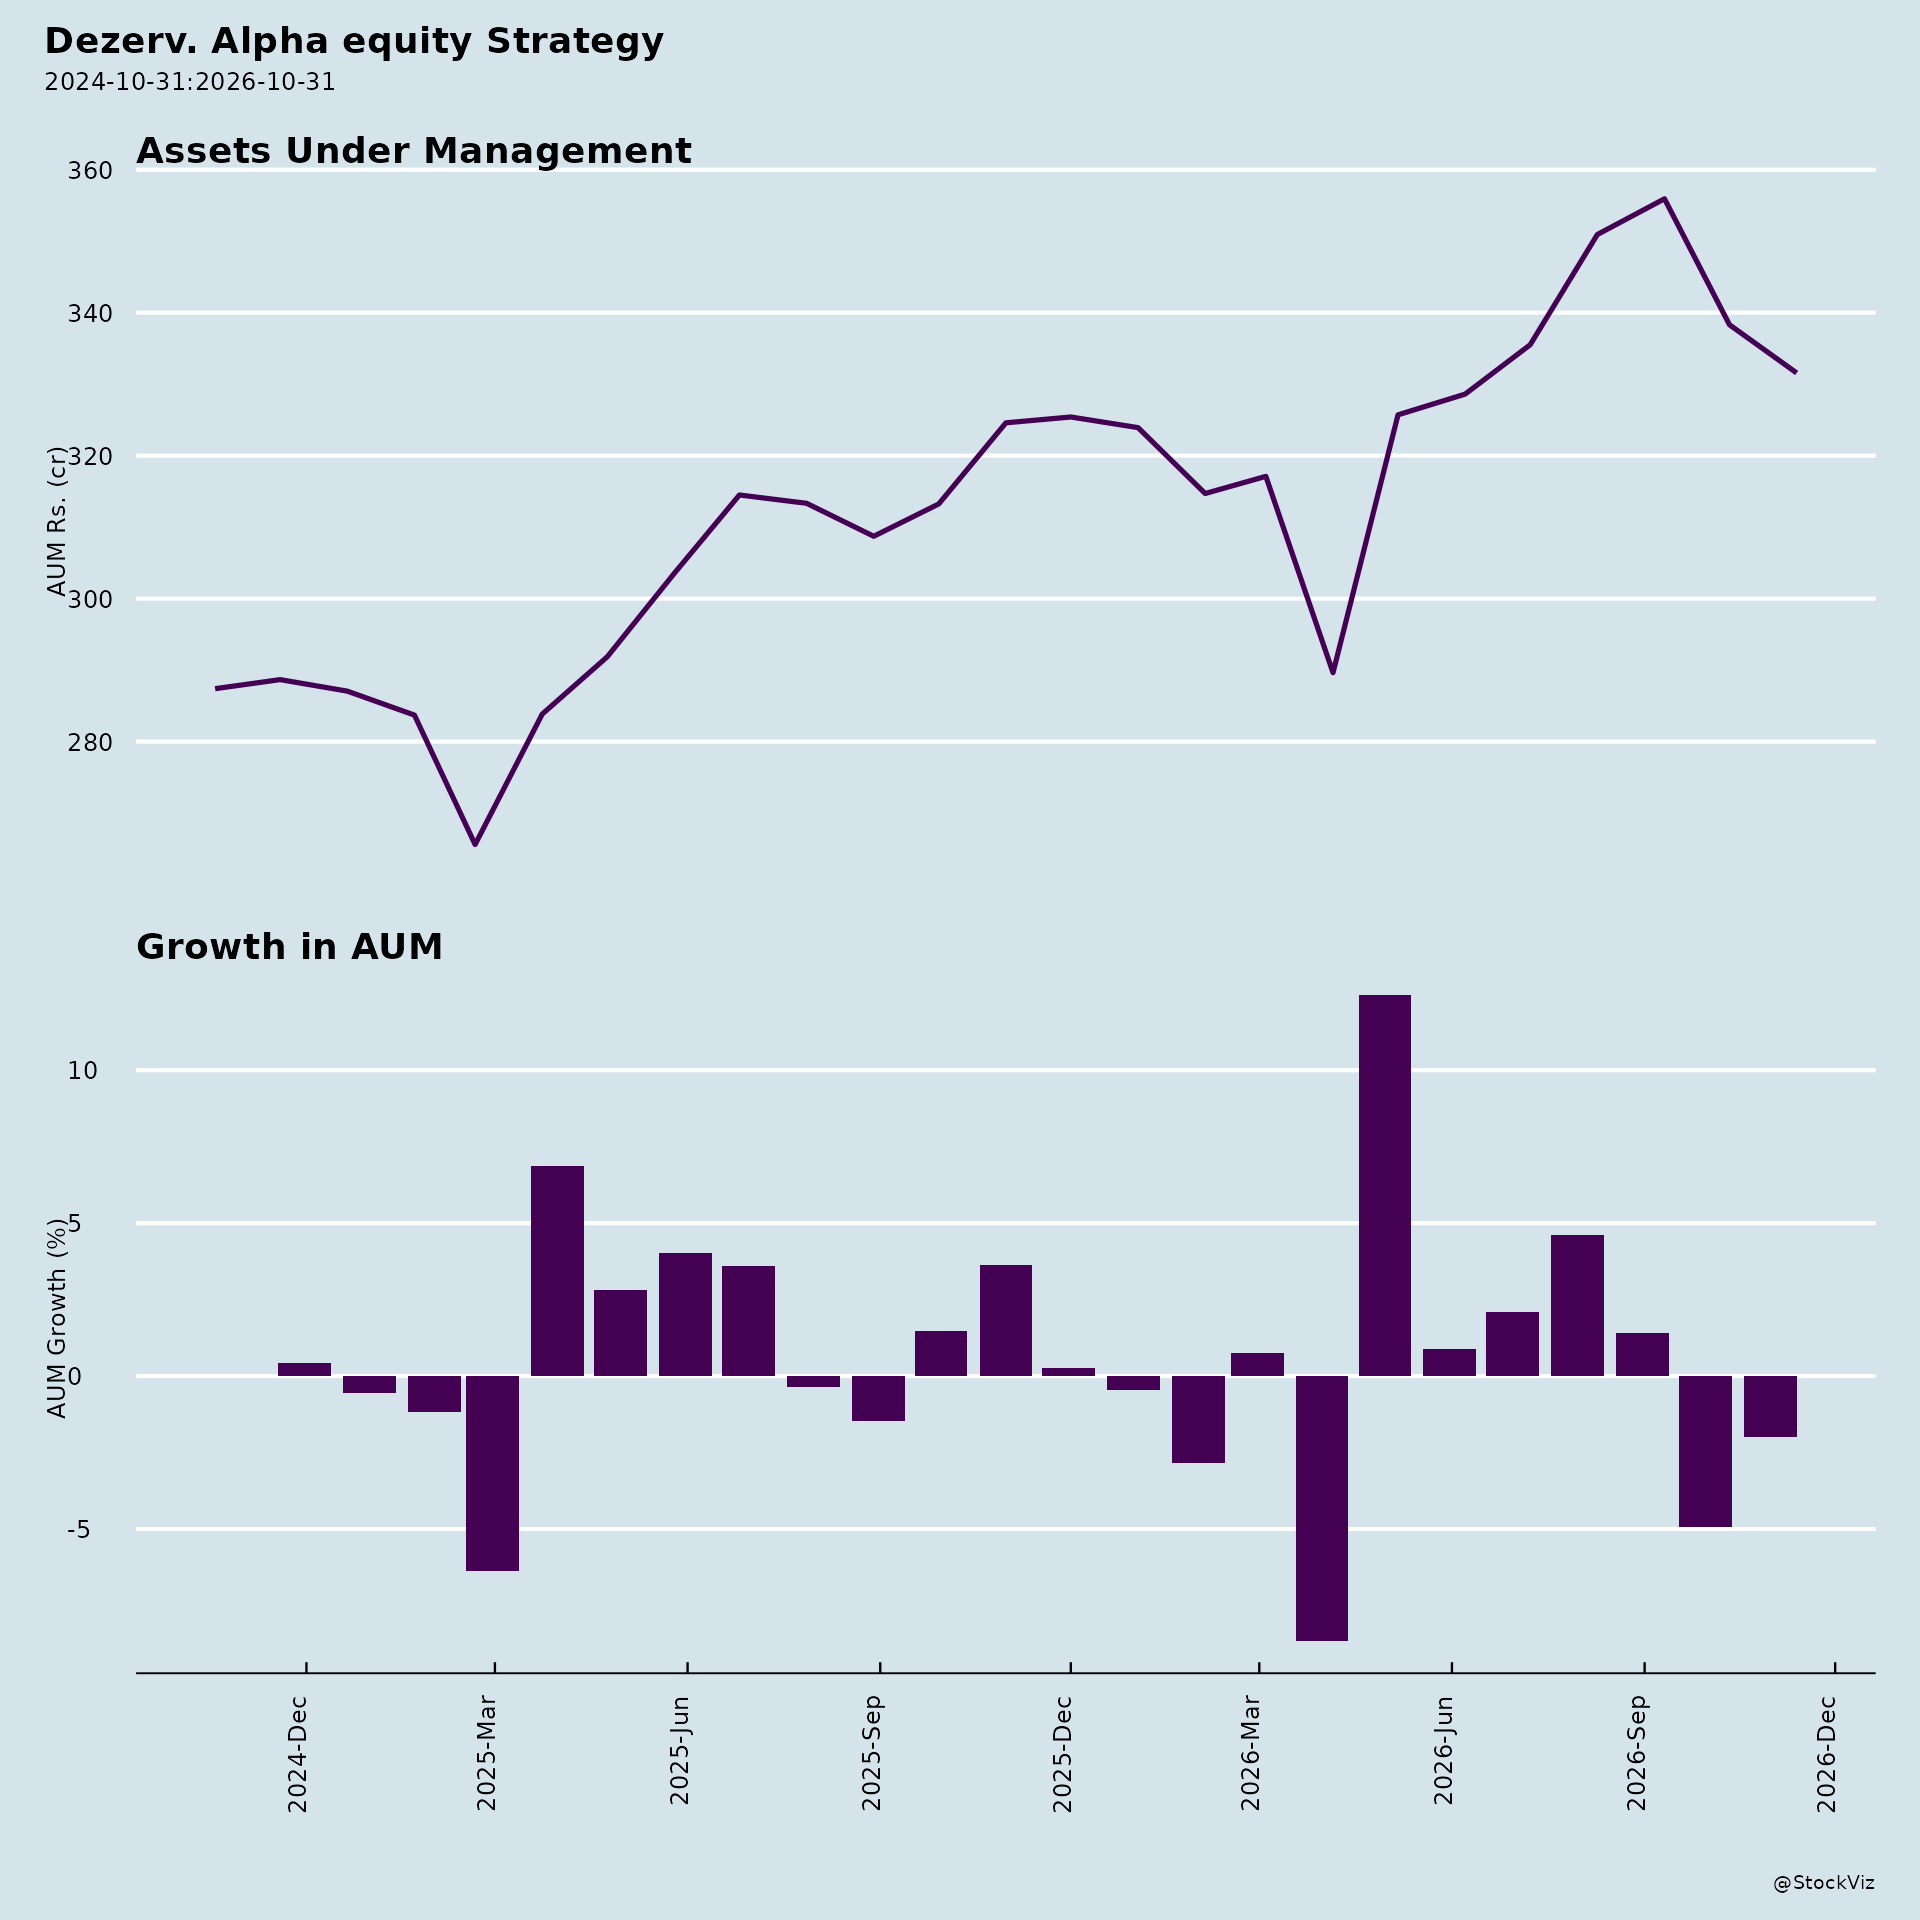 Dezerv. Alpha equity Strategy
2024-10-31:2026-10-31
Assets Under Management
AUM Rs. (cr)
360
340
320
300
280
Growth in AUM
AUM Growth (%)
10
5
0
-5
2024-Dec
2025-Mar
2025-Jun
2025-Sep
2025-Dec
2026-Mar
2026-Jun
2026-Sep
2026-Dec
@StockViz